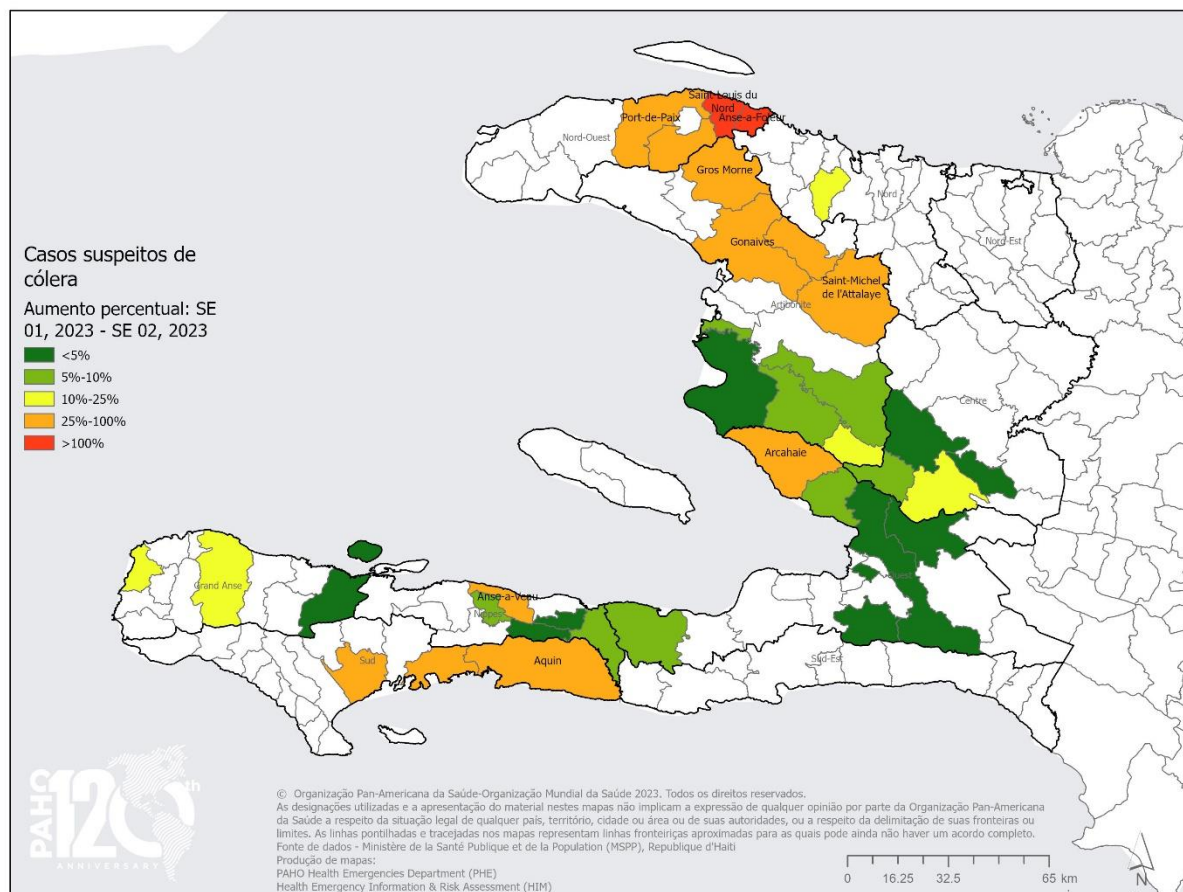 Saint-Louis du
Nord
Port-de-Paix
Anse-a-Foleur
Nord-Ouest
Gros Morne
Nord
Nord-Est
Gonaives
Saint-Michel
de l'Attalaye
Artibonite
Casos suspeitos de
cólera
Aumento percentual: SE
01, 2023 - SE 02, 2023
<5%
5%-10%
10%-25%
25%-100%
>100%
Centre
Arcahaie
Ouest
Grand Anse
Anse-a-Veau
Nippes
Sud
Aquin
Sud-Est
PAHO
120th
ANNIVERSARY
© Organização Pan-Americana da Saúde-Organização Mundial da Saúde 2023. Todos os direitos reservados.
As designações utilizadas e a apresentação do material nestes mapas não implicam a expressão de qualquer opinião por parte da Organização Pan-Americana
da Saúde a respeito da situação legal de qualquer país, território, cidade ou área ou de suas autoridades, ou a respeito da delimitação de suas fronteiras ou
limites. As linhas pontilhadas e tracejadas nos mapas representam linhas fronteiriças aproximadas para as quais pode ainda não haver um acordo completo.
Fonte de dados - Ministère de la Santé Publique et de la Population (MSPP), Republique d'Haiti
Produção de mapas:
PAHO Health Emergencies Department (PHE)
Health Emergency Information & Risk Assessment (HIM)
0 16.25 32.5 65 km
N